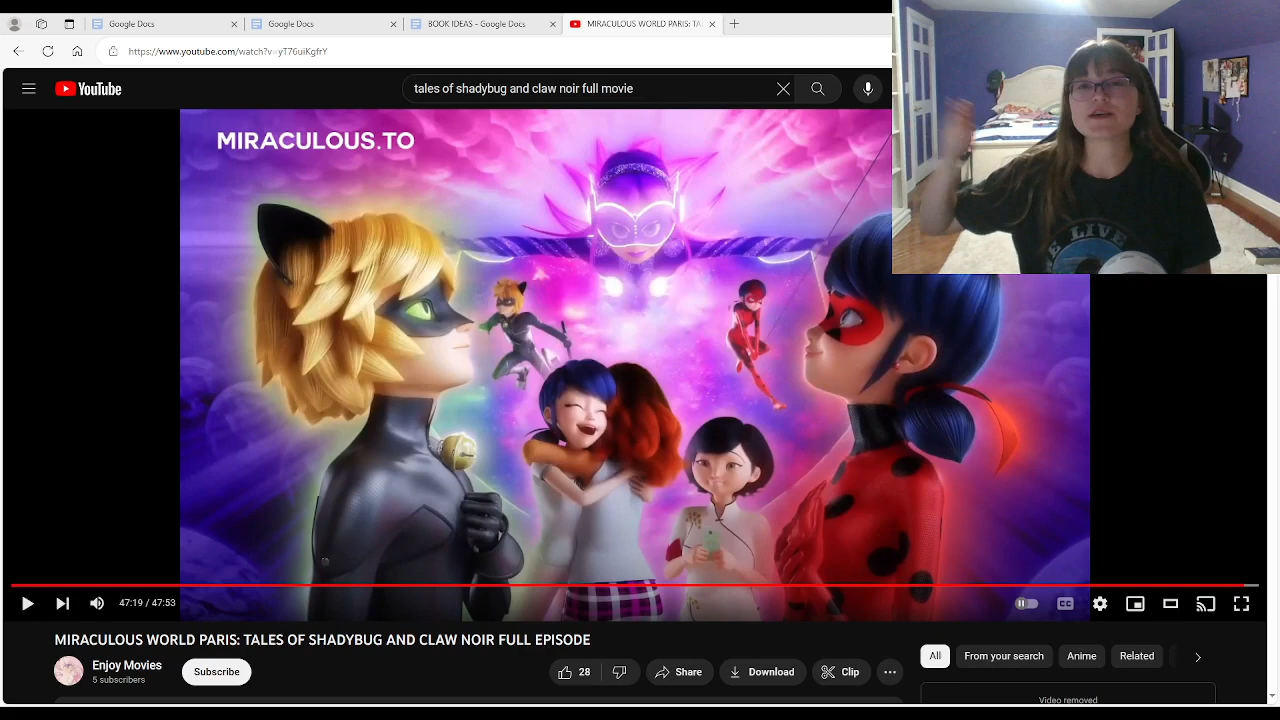 Google Docs
Google Docs
BOOK IDEAS - Google Docs
MIRACULOUS WORLD PARIS: TA
https://www.youtube.com/watch?v=yT76uiKgfrY
YouTube
tales of shadybug and claw noir full movie
MIRACULOUS.TO
E LIVE
47:19 / 47:53
CC
MIRACULOUS WORLD PARIS: TALES OF SHADYBUG AND CLAW NOIR FULL EPISODE
Enjoy Movies
5 subscribers
Subscribe
28
Share
Download
Clip
All
From your search
Anime
Related
Video removed